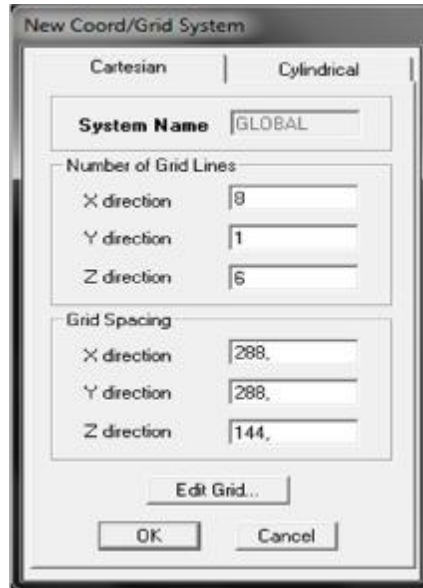 New Coord/Grid System
Cartesian Cylindrical
System Name GLOBAL
Number of Grid Lines
X direction 8
Y direction 1
Z direction 6
Grid Spacing
X direction 288,
Y direction 288,
Z direction 144,
Edit Grid...
OK Cancel